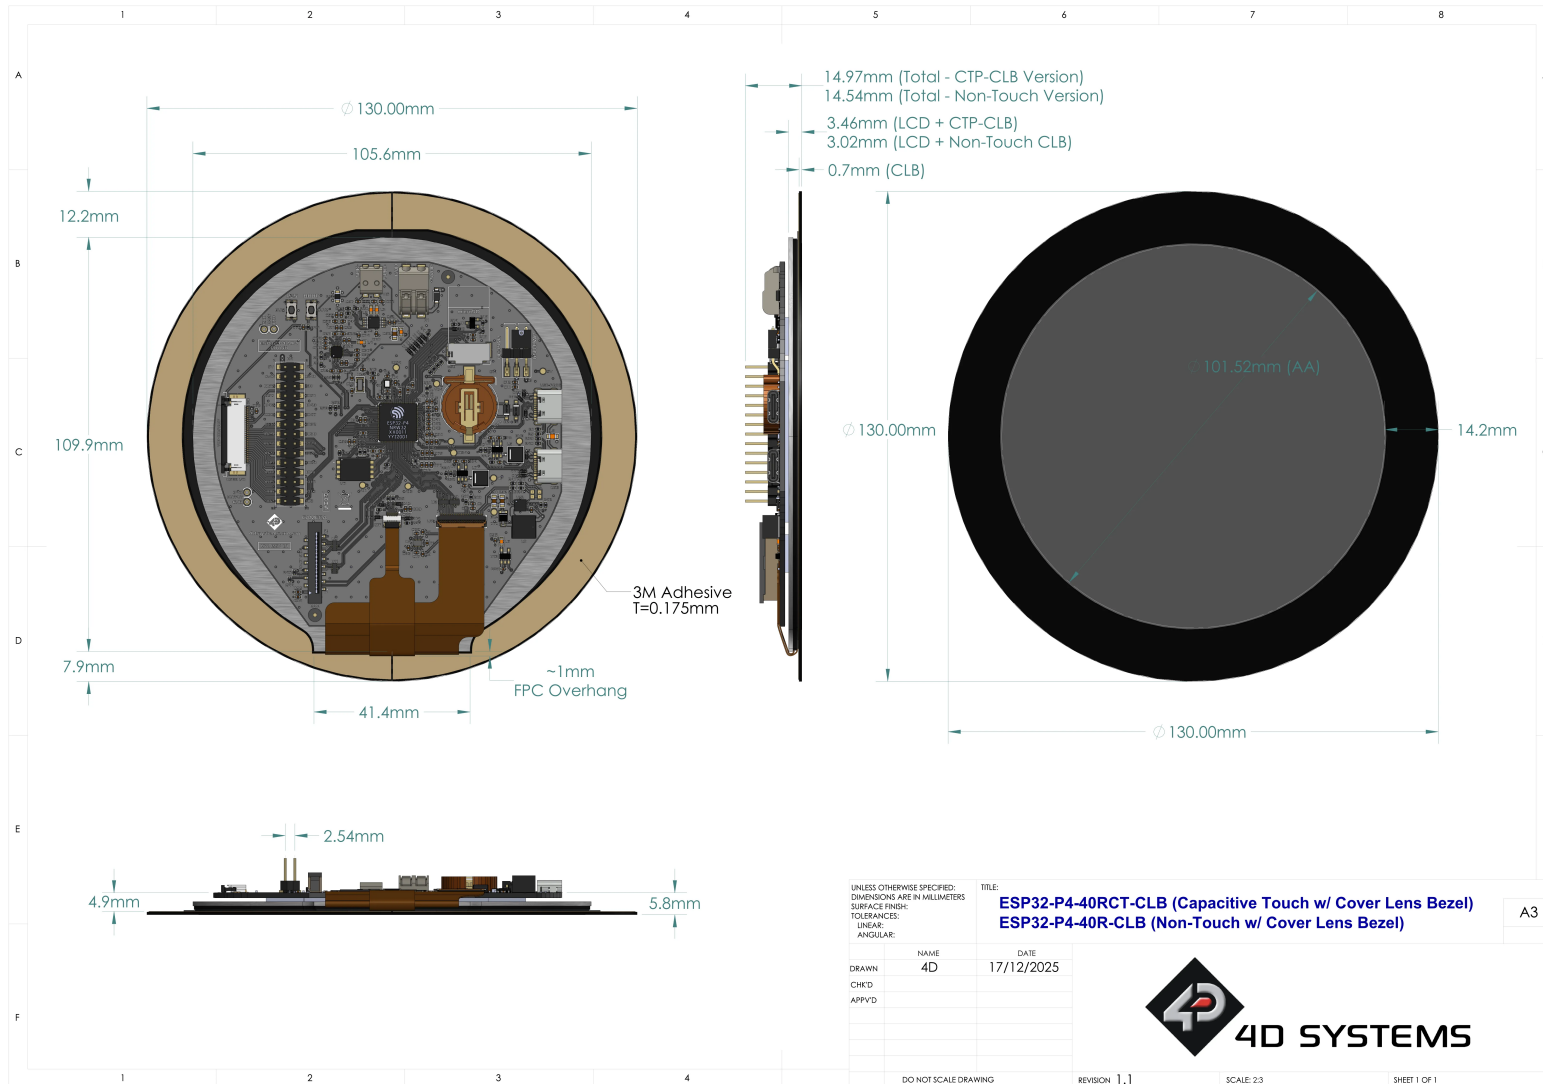 1 2 3 4 5 6 7 8
A
B
C
D
E
F
∅ 130.00mm
105.6mm
12.2mm
109.9mm
7.9mm
41.4mm
~1mm
FPC Overhang
3M Adhesive
T=0.175mm
ESP32-P4
14.97mm (Total - CTP-CLB Version)
14.54mm (Total - Non-Touch Version)
3.46mm (LCD + CTP-CLB)
3.02mm (LCD + Non-Touch CLB)
0.7mm (CLB)
∅ 130.00mm
101.52mm (AA)
14.2mm
∅ 130.00mm
2.54mm
4.9mm
5.8mm
UNLESS OTHERWISE SPECIFIED:
DIMENSIONS ARE IN MILLIMETERS
SURFACE FINISH:
TOLERANCES:
LINEAR:
ANGULAR:
TITLE:
ESP32-P4-40RCT-CLB (Capacitive Touch w/ Cover Lens Bezel)
ESP32-P4-40R-CLB (Non-Touch w/ Cover Lens Bezel)
A3
NAME DATE
DRAWN 4D 17/12/2025
CHK'D
APPV'D
4D SYSTEMS
DO NOT SCALE DRAWING
REVISION 1.1
SCALE: 2:3
SHEET 1 OF 1
1 2 3 4